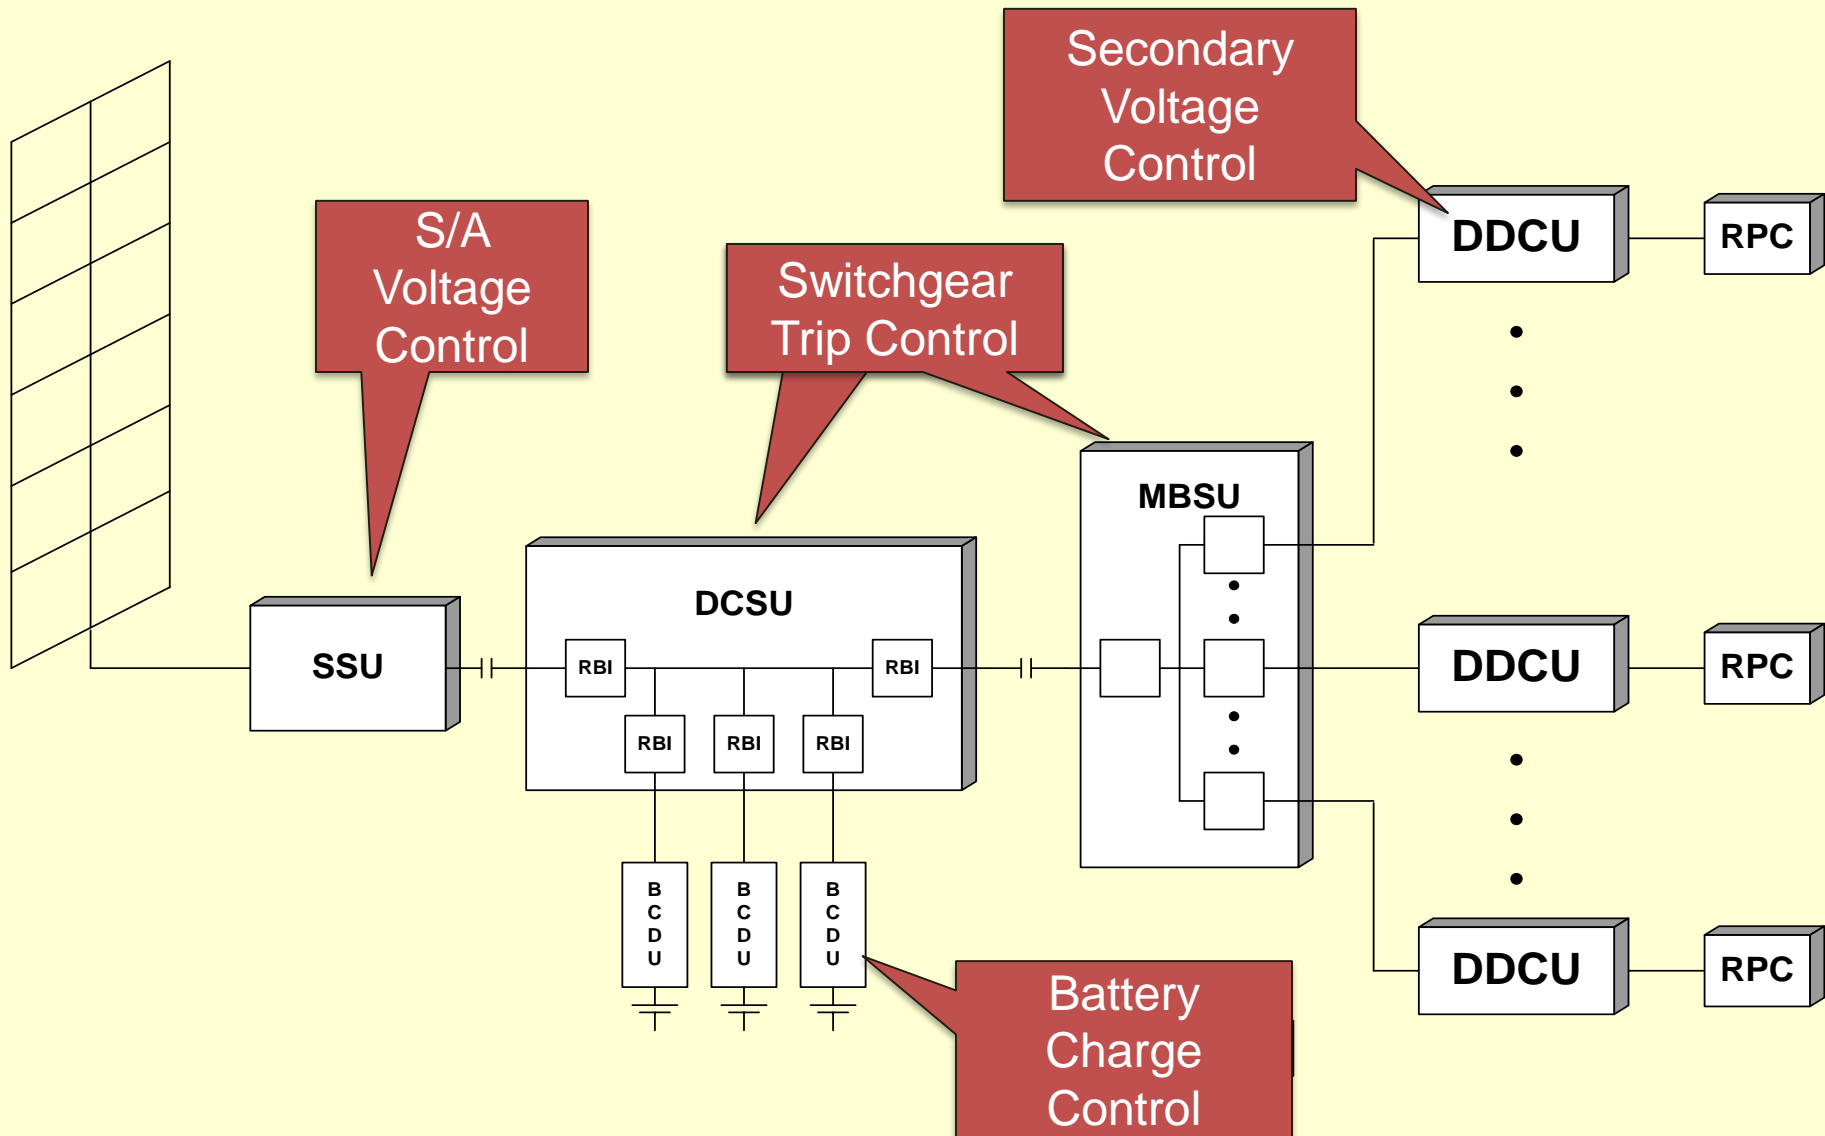 Secondary
Voltage
Control
S/A
Voltage
Control
Switchgear
Trip Control
DDCU
RPC
MBSU
DCSU
SSU
RBI
RBI
RBI
RBI
RBI
DDCU
RPC
B
C
D
U
B
C
D
U
B
C
D
U
DDCU
RPC
Battery
Charge
Control